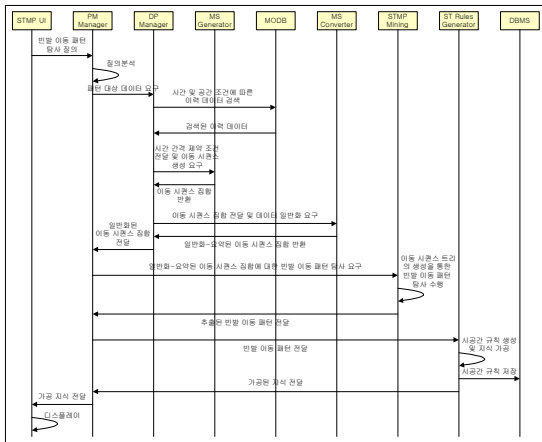 STMP UI
PM
Manager
DP
Manager
MS
Generator
MODB
MS
Converter
STMP
Mining
ST Rules
Generator
DBMS
빈발 이동 패턴
탐사 질의
질의분석
패턴 대상 데이터 요구
시간 및 공간 조건에 따른
이력 데이터 검색
검색된 이력 데이터
시간 간격 제약 조건
전달 및 이동 시퀀스
생성 요구
이동 시퀀스 집합
반환
이동 시퀀스 집합 전달 및 데이터 일반화 요구
일반화된
이동 시퀀스 집합
전달
일반화-요약된 이동 시퀀스 집합 반환
일반화-요약된 이동 시퀀스 집합에 대한 빈발 이동 패턴 탐사 요구
이동 시퀀스 트리
의 생성을 통한
빈발 이동 패턴
탐사 수행
추출된 빈발 이동 패턴 전달
빈발 이동 패턴 전달
시공간 규칙 생성
및 지식 가공
시공간 규칙 저장
가공된 지식 전달
가공 지식 전달
디스플레이